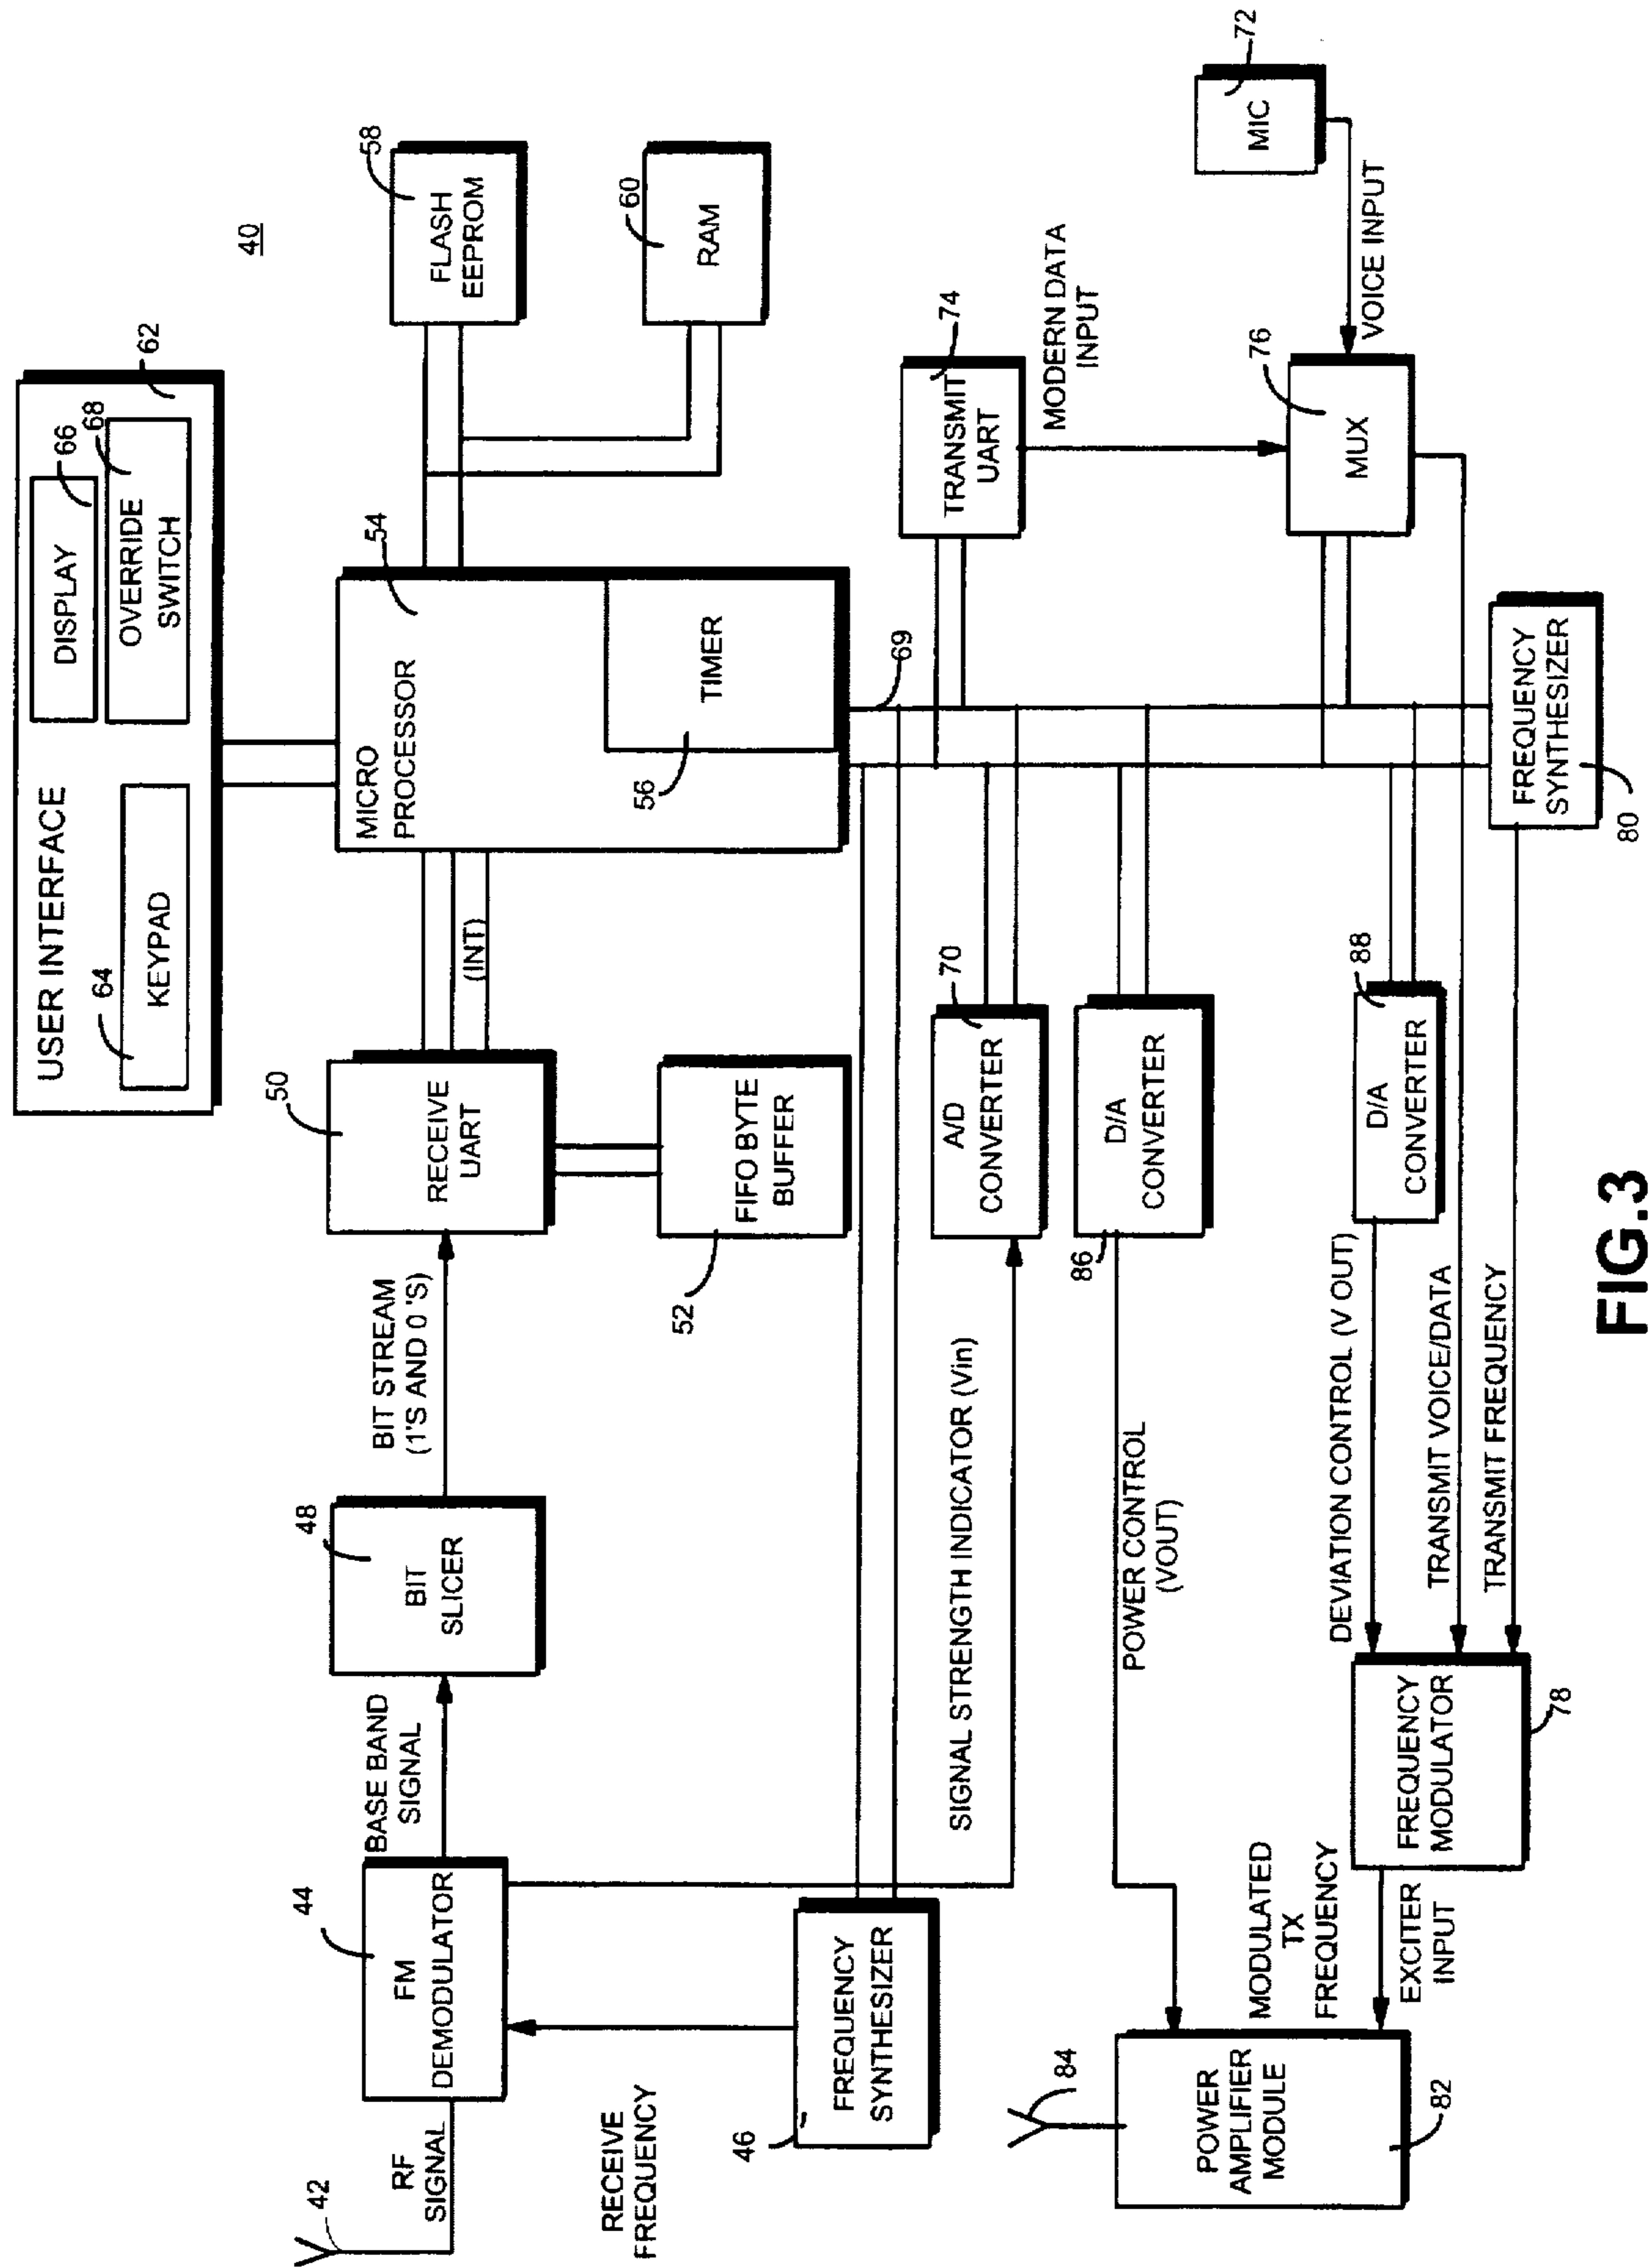 40
USER INTERFACE
62
64
KEYPAD
DISPLAY
66
OVERRIDE
SWITCH
68
42
RF
SIGNAL
44
FM
DEMODULATOR
BASE BAND
SIGNAL
48
BIT
SLICER
BIT STREAM
(1'S AND 0 'S)
50
RECEIVE
UART
(INT)
MICRO
PROCESSOR
54
56
TIMER
58
FLASH
EEPROM
60
RAM
52
FIFO BYTE
BUFFER
RECEIVE
FREQUENCY
46
FREQUENCY
SYNTHESIZER
69
SIGNAL STRENGTH INDICATOR (Vin)
70
A/D
CONVERTER
74
TRANSMIT
UART
MODERN DATA
INPUT
84
POWER
AMPLIFIER
MODULE
82
POWER CONTROL
(VOUT)
86
D/A
CONVERTER
72
MIC
VOICE INPUT
76
MUX
MODULATED
TX
FREQUENCY
EXCITER
INPUT
FREQUENCY
MODULATOR
78
DEVIATION CONTROL (V OUT)
TRANSMIT VOICE/DATA
TRANSMIT FREQUENCY
88
D/A
CONVERTER
FREQUENCY
SYNTHESIZER
80
FIG.3